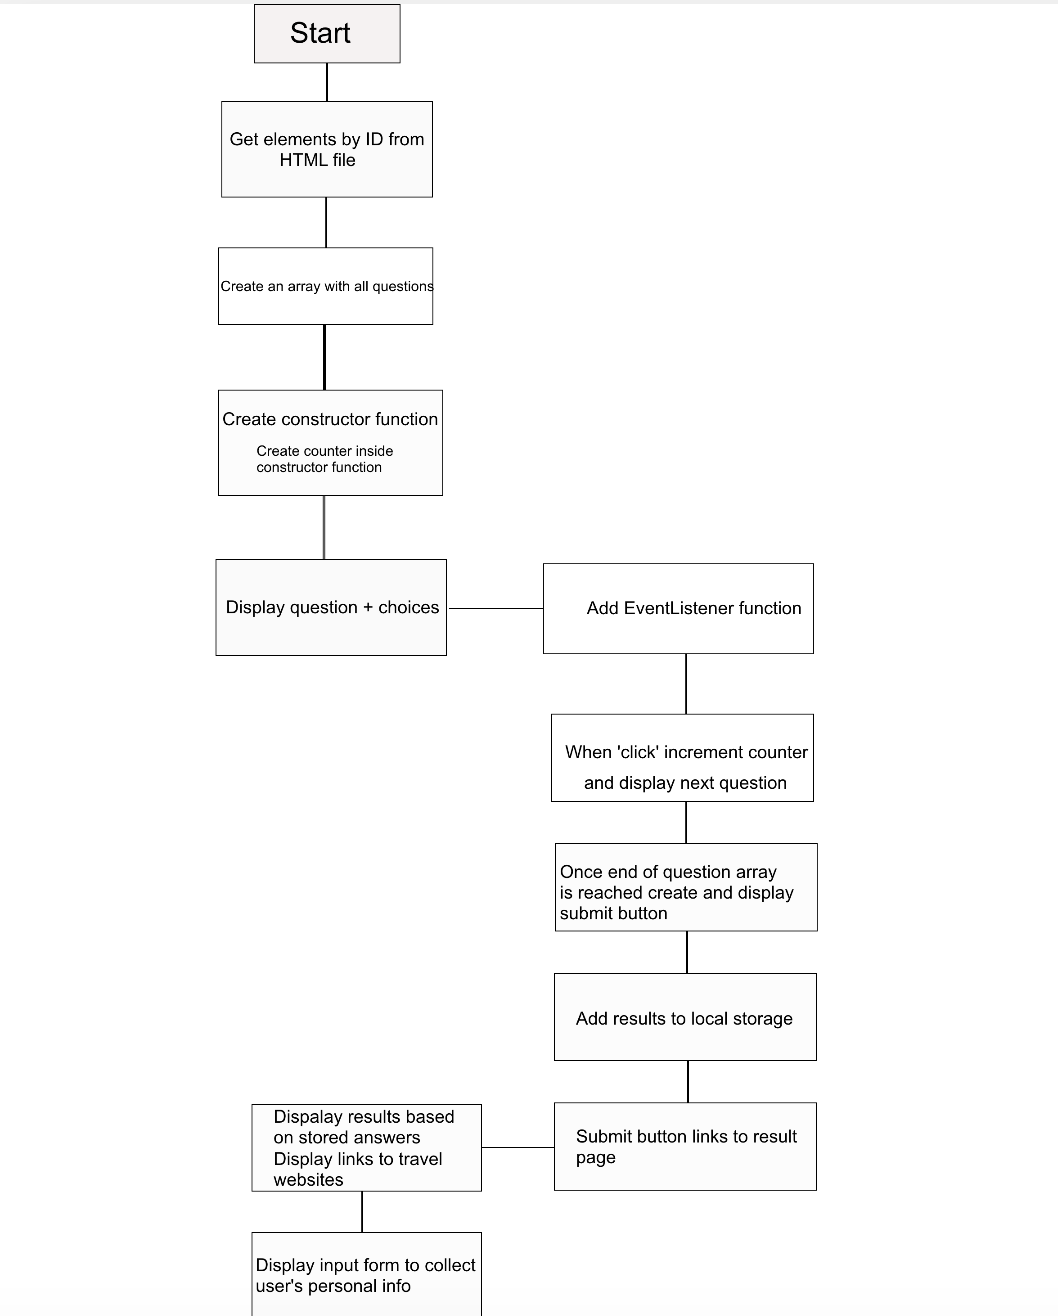 Start
Get elements by ID from
HTML file
Create an array with all questions
Create constructor function
Create counter inside
constructor function
Display question + choices
Add EventListener function
When 'click' increment counter
and display next question
Once end of question array
is reached create and display
submit button
Add results to local storage
Submit button links to result
page
Dispalay results based
on stored answers
Display links to travel
websites
Display input form to collect
user's personal info